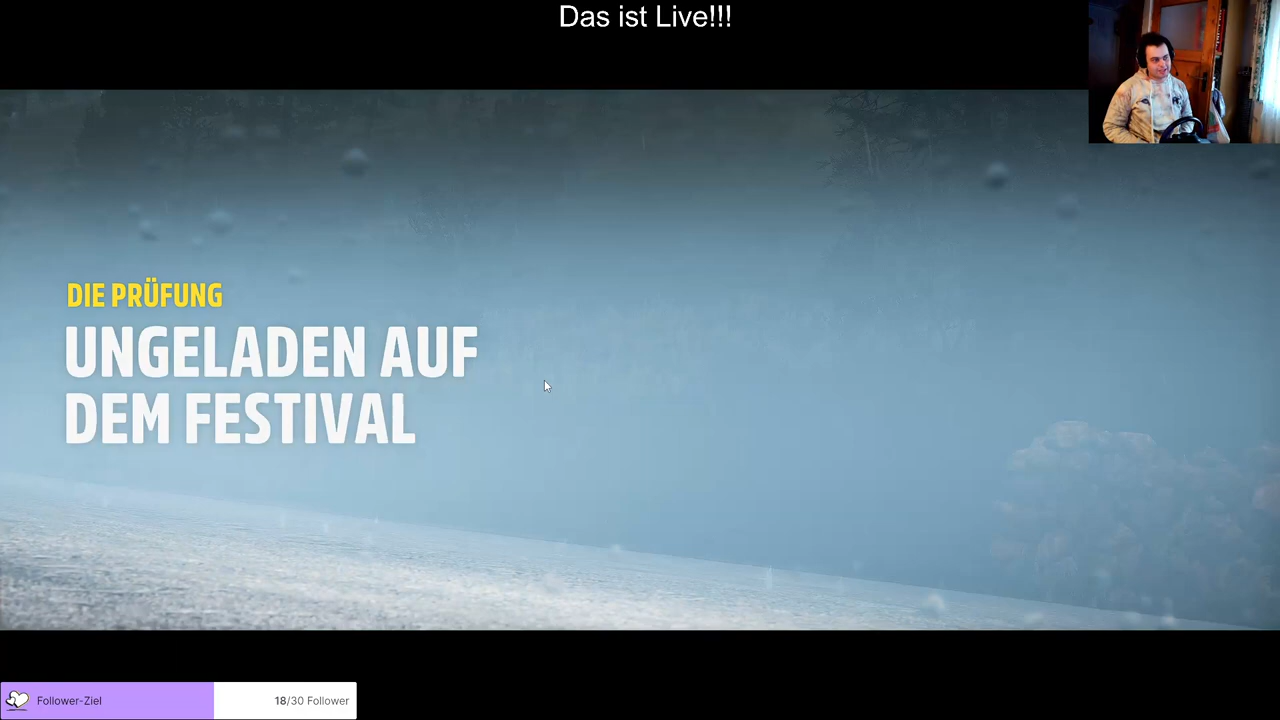 Das ist Live!!!
DIE PRÜFUNG
UNGELADEN AUF
DEM FESTIVAL
Follower-Ziel
18/30 Follower